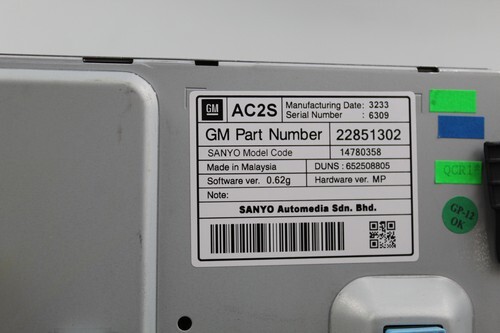 GM AC2S Manufacturing Date: 3233
Serial Number : 6309
GM Part Number 22851302
SANYO Model Code 14780358
Made in Malaysia DUNS : 652508805
Software ver. 0.62g Hardware ver. MP
Note:
SANYO Automedia Sdn. Bhd.
QCR1
GP-12
OK